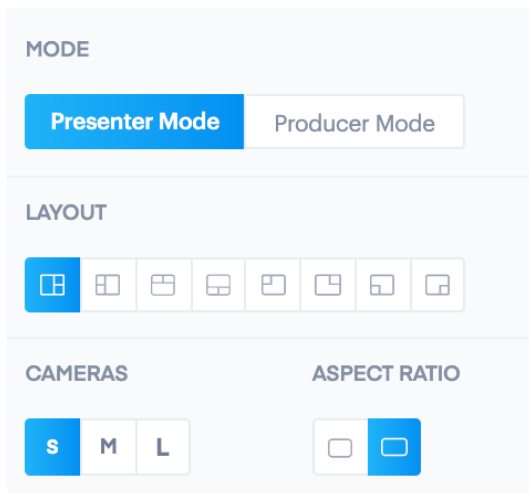 MODE
Presenter Mode Producer Mode
LAYOUT
CAMERAS ASPECT RATIO
S M L